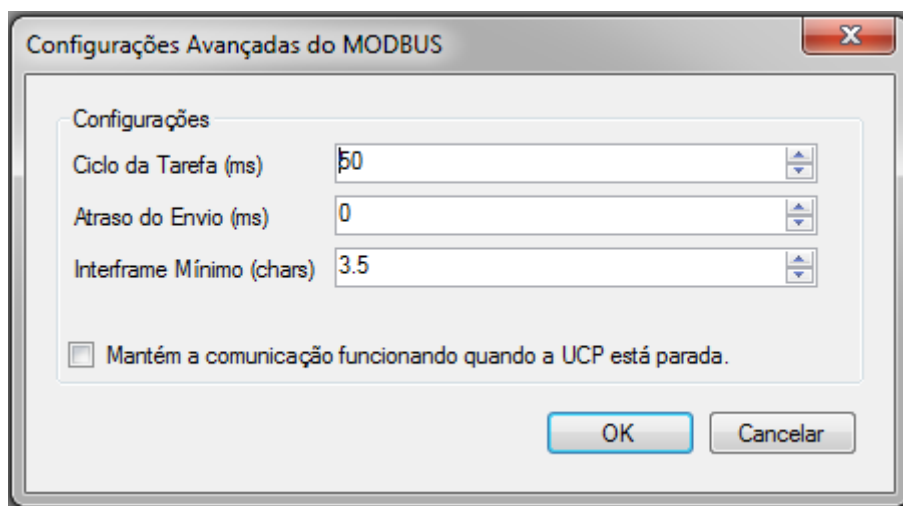 Configurações Avançadas do MODBUS
Configurações
Ciclo da Tarefa (ms) 50
Atraso do Envio (ms) 0
Interframe Mínimo (chars) 3.5
Mantém a comunicação funcionando quando a UCP está parada.
OK Cancelar